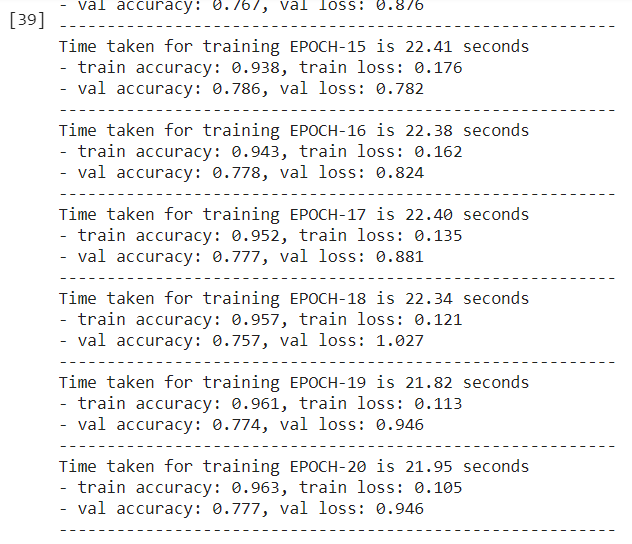 - val accuracy: 0.767, val loss: 0.876
[39]
------------------------------------------------------------
Time taken for training EPOCH-15 is 22.41 seconds
- train accuracy: 0.938, train loss: 0.176
- val accuracy: 0.786, val loss: 0.782
------------------------------------------------------------
Time taken for training EPOCH-16 is 22.38 seconds
- train accuracy: 0.943, train loss: 0.162
- val accuracy: 0.778, val loss: 0.824
------------------------------------------------------------
Time taken for training EPOCH-17 is 22.40 seconds
- train accuracy: 0.952, train loss: 0.135
- val accuracy: 0.777, val loss: 0.881
------------------------------------------------------------
Time taken for training EPOCH-18 is 22.34 seconds
- train accuracy: 0.957, train loss: 0.121
- val accuracy: 0.757, val loss: 1.027
------------------------------------------------------------
Time taken for training EPOCH-19 is 21.82 seconds
- train accuracy: 0.961, train loss: 0.113
- val accuracy: 0.774, val loss: 0.946
------------------------------------------------------------
Time taken for training EPOCH-20 is 21.95 seconds
- train accuracy: 0.963, train loss: 0.105
- val accuracy: 0.777, val loss: 0.946
------------------------------------------------------------